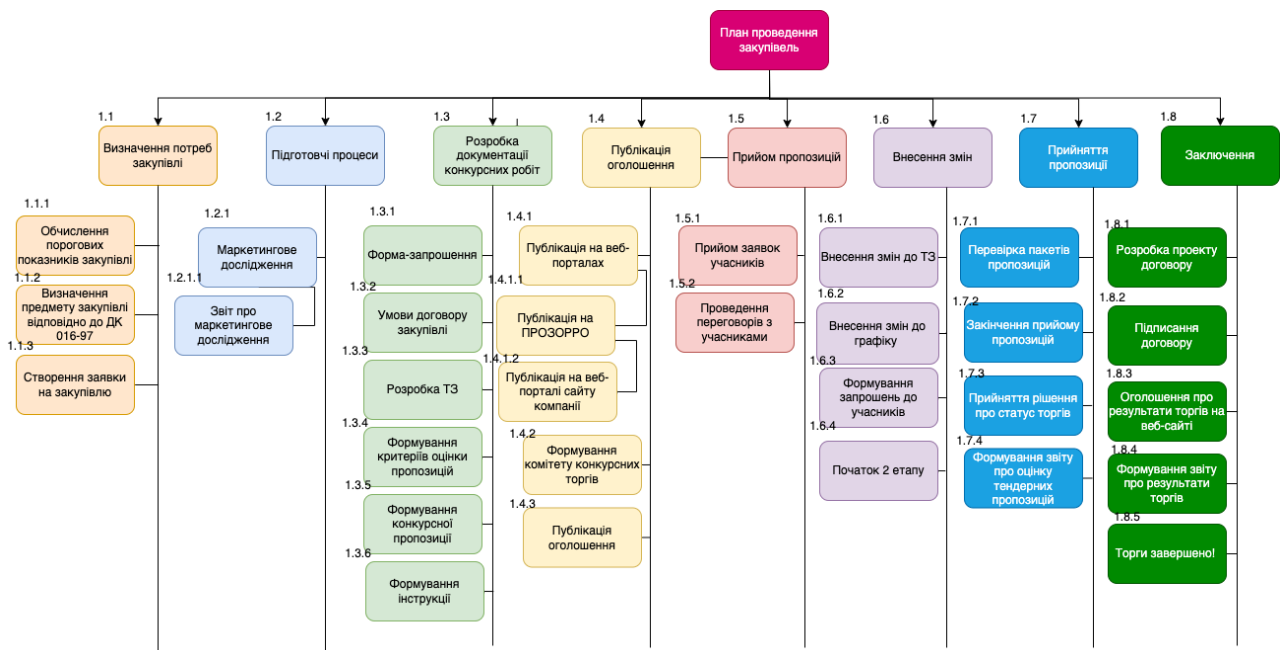 План проведення
закупівель
1.1
Визначення потреб
закупівлі
1.1.1
Обчислення
порогових
показників закупівлі
1.1.2
Визначення
предмету закупівлі
відповідно до ДК
016-97
1.1.3
Створення заявки
на закупівлю
1.2
Підготовчі процеси
1.2.1
Маркетингове
дослідження
1.2.1.1
Звіт про
маркетингове
дослідження
1.3
Розробка
документації
конкурсних робіт
1.3.1
Форма-запрошення
1.3.2
Умови договору
закупівлі
1.3.3
Розробка ТЗ
1.3.4
Формування
критеріїв оцінки
пропозицій
1.3.5
Формування
конкурсної
пропозиції
1.3.6
Формування
інструкції
1.4
Публікація
оголошення
1.4.1
Публікація на веб-
порталах
1.4.1.1
Публікація на
ПРОЗОРРО
1.4.1.2
Публікація на веб-
порталі сайту
компанії
1.4.2
Формування
комітету конкурсних
торгів
1.4.3
Публікація
оголошення
1.5
Прийом пропозицій
1.5.1
Прийом заявок
учасників
1.5.2
Проведення
переговорів з
учасниками
1.6
Внесення змін
1.6.1
Внесення змін до ТЗ
1.6.2
Внесення змін до
графіку
1.6.3
Формування
запрошень до
учасників
1.6.4
Початок 2 етапу
1.7
Прийняття
пропозиції
1.7.1
Перевірка пакетів
пропозицій
1.7.2
Закінчення прийому
пропозицій
1.7.3
Прийняття рішення
про статус торгів
1.7.4
Формування звіту
про оцінку
тендерних
пропозицій
1.8
Заключення
1.8.1
Розробка проекту
договору
1.8.2
Підписання
договору
1.8.3
Оголошення про
результати торгів на
веб-сайті
1.8.4
Формування звіту
про результати
торгів
1.8.5
Торги завершено!